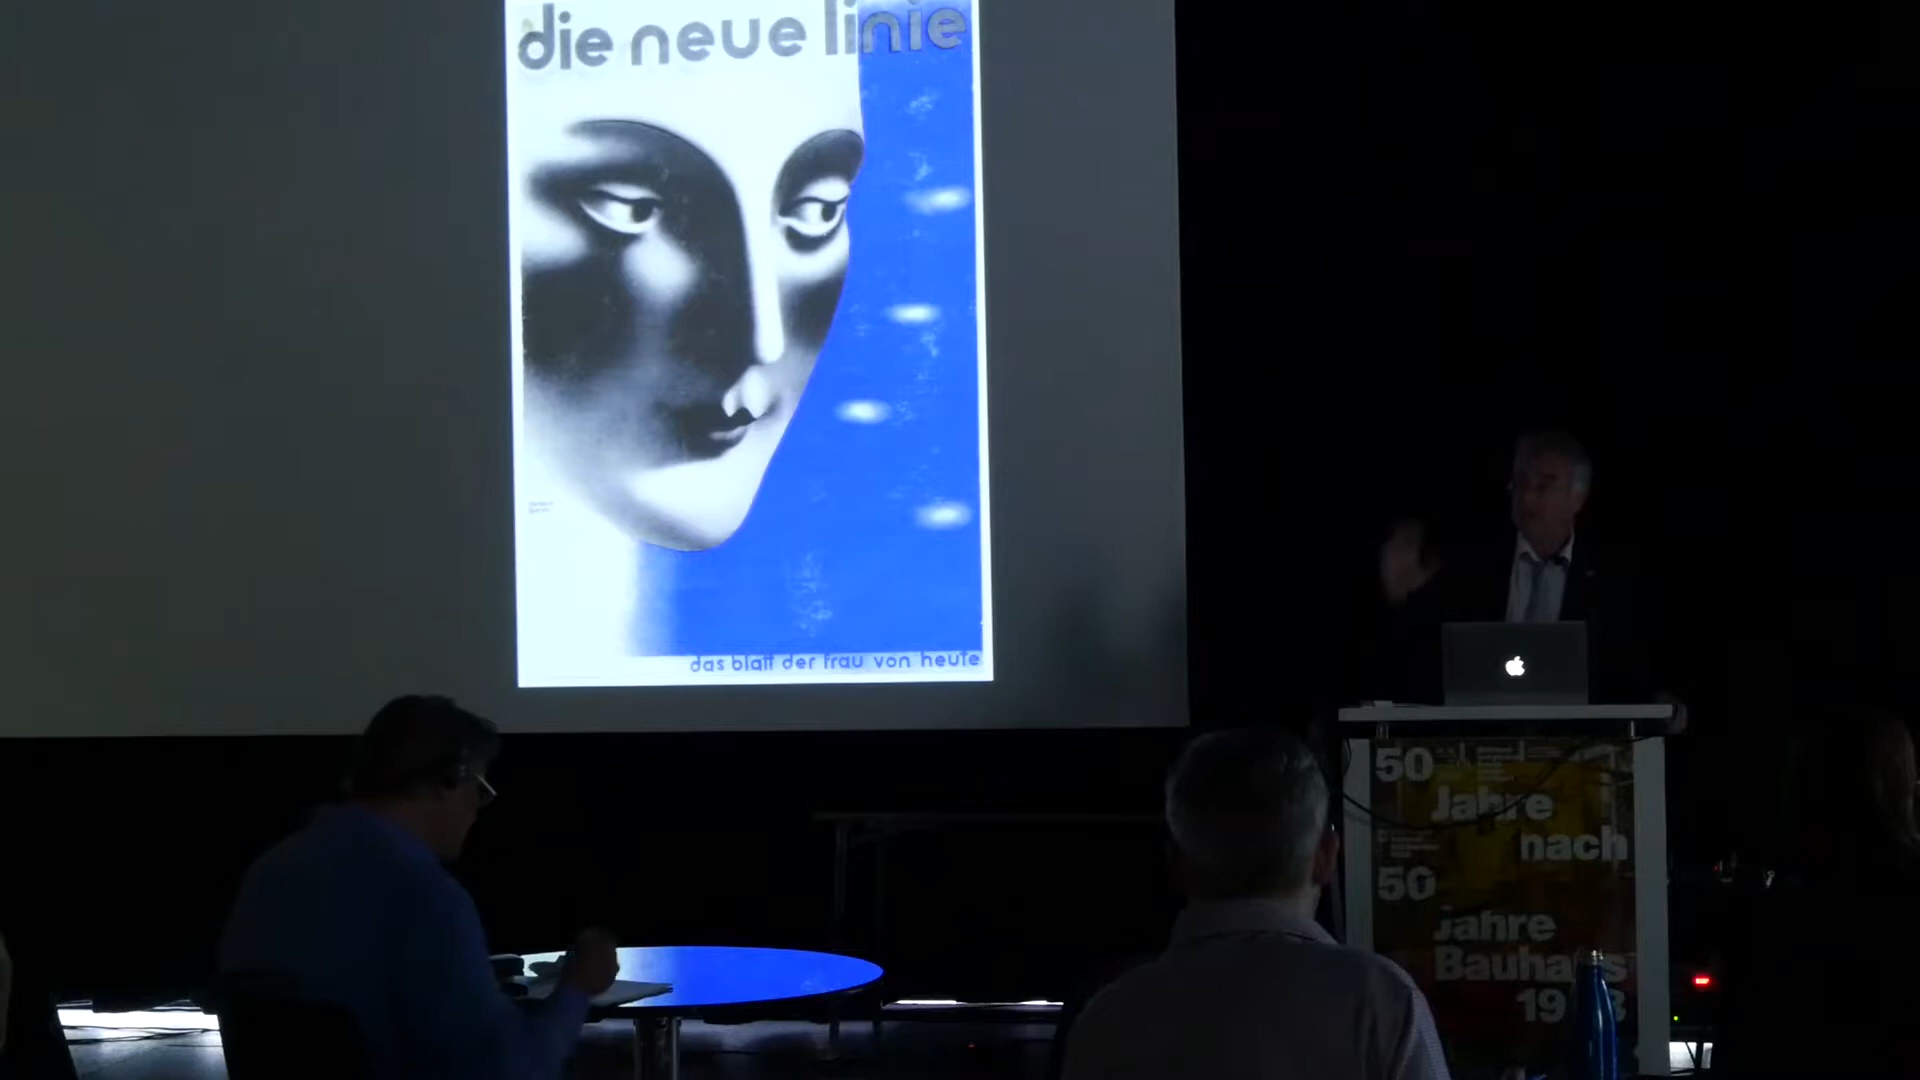 die neue linie
das blatt der frau von heute
50
Jahre
nach
50
Jahre
Bauhaus